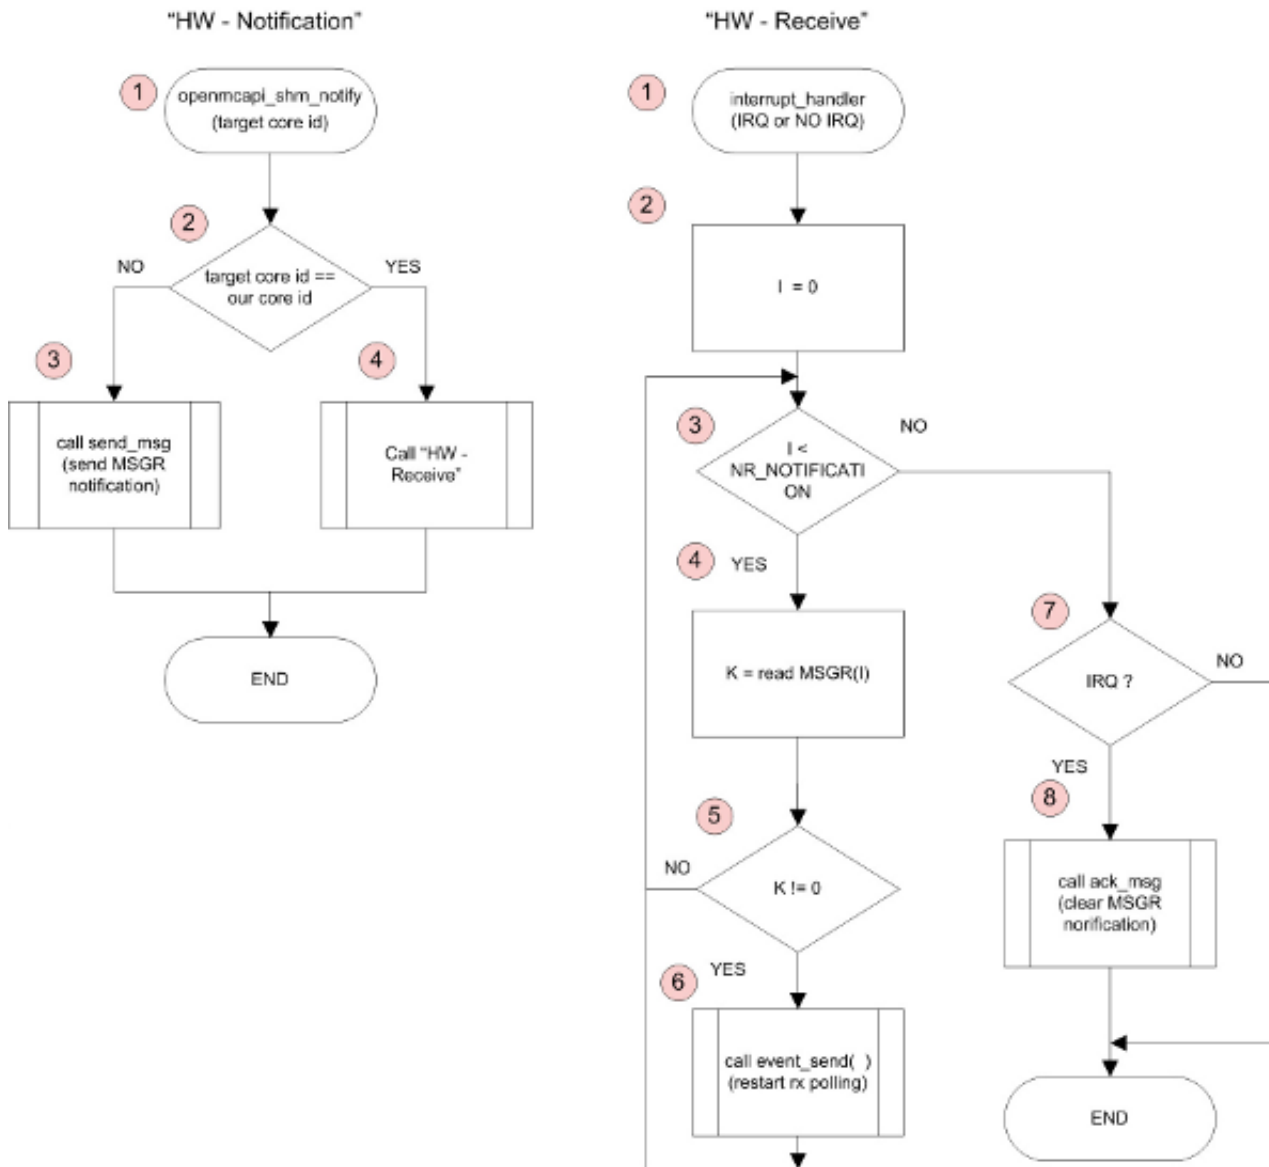 "HW - Notification"
1
openmcapi_shm_notify
(target core id)
2
NO
YES
target core id ==
our core id
3
4
call send_msg
(send MSGR
notification)
Call "HW -
Receive"
END
"HW - Receive"
1
interrupt_handler
(IRQ or NO IRQ)
2
I = 0
3
NO
I <
NR_NOTIFICATI
ON
4
YES
K = read MSGR(I)
5
NO
K != 0
YES
6
call event_send( )
(restart rx polling)
7
NO
IRQ ?
YES
8
call ack_msg
(clear MSGR
norification)
END